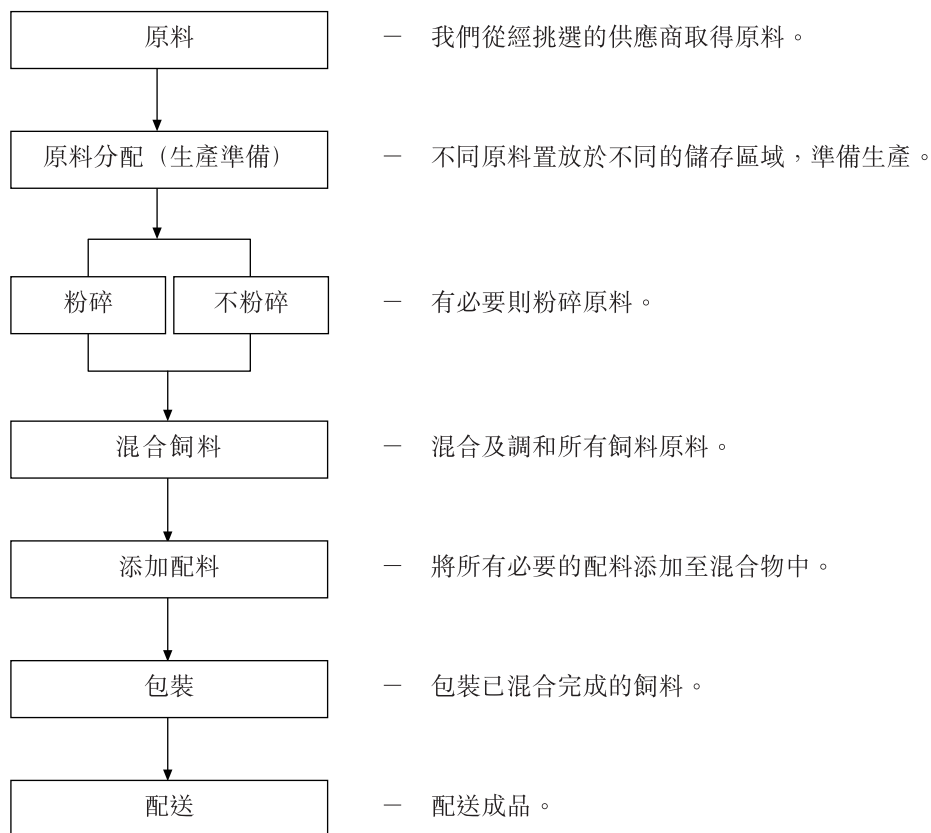 原料 － 我們從經挑選的供應商取得原料。
原料分配（生產準備） － 不同原料置放於不同的儲存區域，準備生產。
粉碎 不粉碎 － 有必要則粉碎原料。
混合飼料 － 混合及調和所有飼料原料。
添加配料 － 將所有必要的配料添加至混合物中。
包裝 － 包裝已混合完成的飼料。
配送 － 配送成品。